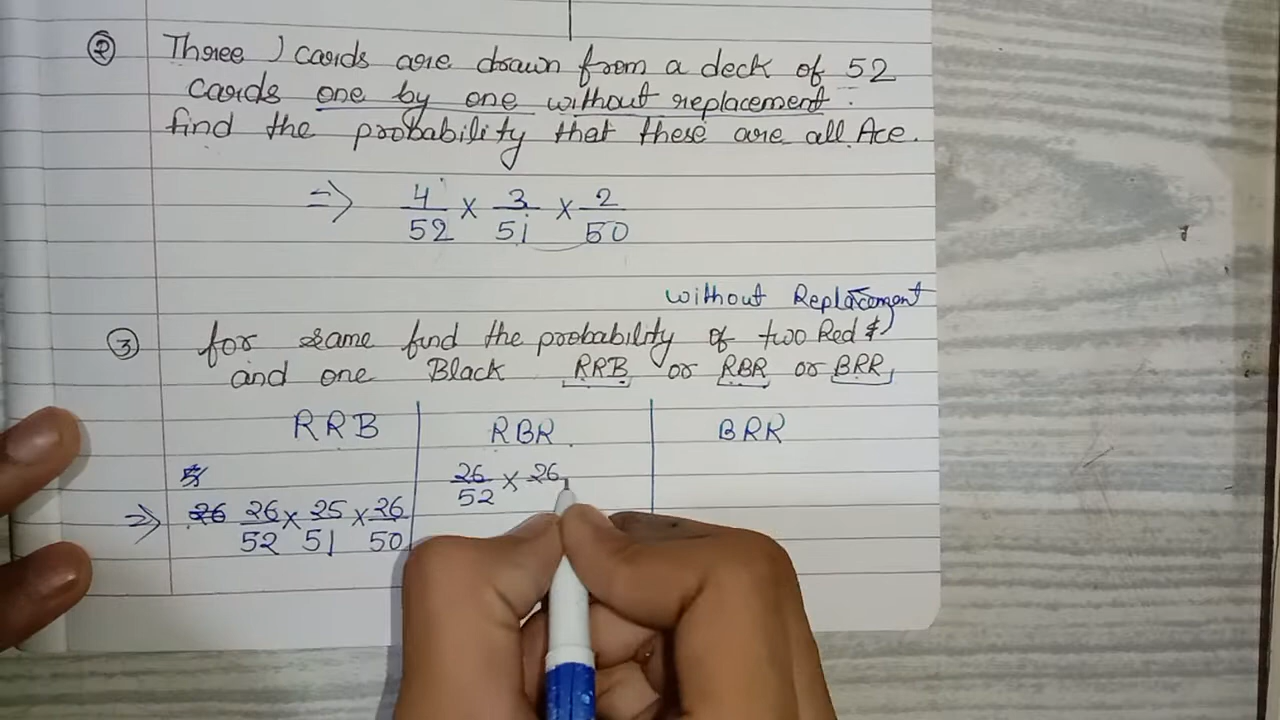 ② Three cards are drawn from a deck of 52
cards one by one without replacement.
find the probability that these are all Ace.
=> 4/52 × 3/51 × 2/50
without Replacement
③ for same find the probability of two Red &
and one Black RRB or RBR or BRR
RRB RBR BRR
26/52 × 26
=> 26 26/52 × 25/51 × 26/50